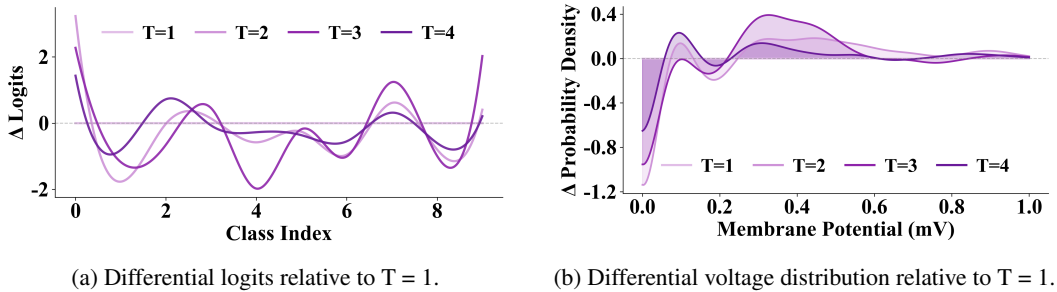 Δ Logits
2
0
-2
T=1 T=2 T=3 T=4
0 2 4 6 8
Class Index
(a) Differential logits relative to T = 1.
Δ Probability Density
0.4
0.0
-0.4
-0.8
-1.2
T=1 T=2 T=3 T=4
0.0 0.2 0.4 0.6 0.8 1.0
Membrane Potential (mV)
(b) Differential voltage distribution relative to T = 1.